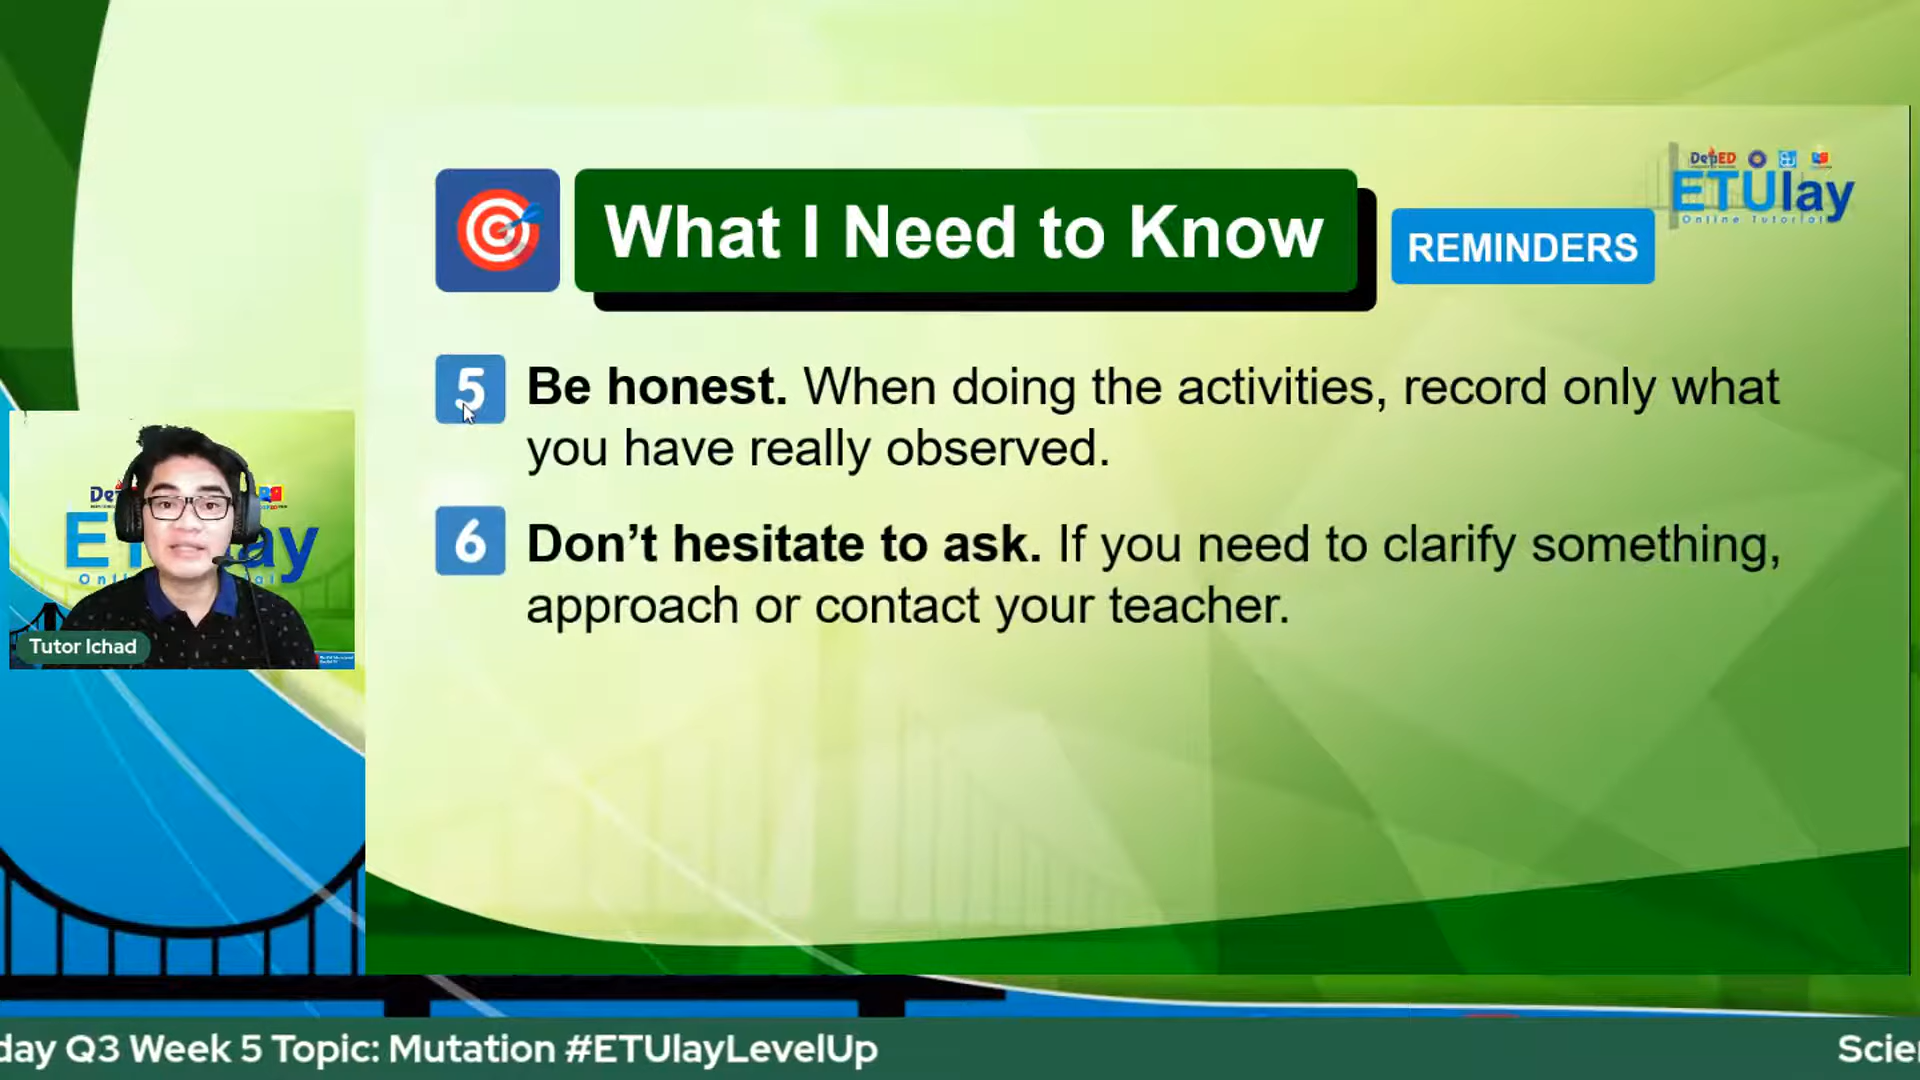 What I Need to Know
REMINDERS
DepED
ETUlay
Online Tutorial
5 Be honest. When doing the activities, record only what
you have really observed.
6 Don’t hesitate to ask. If you need to clarify something,
approach or contact your teacher.
Tutor Ichad
day Q3 Week 5 Topic: Mutation #ETUlayLevelUp
Scien